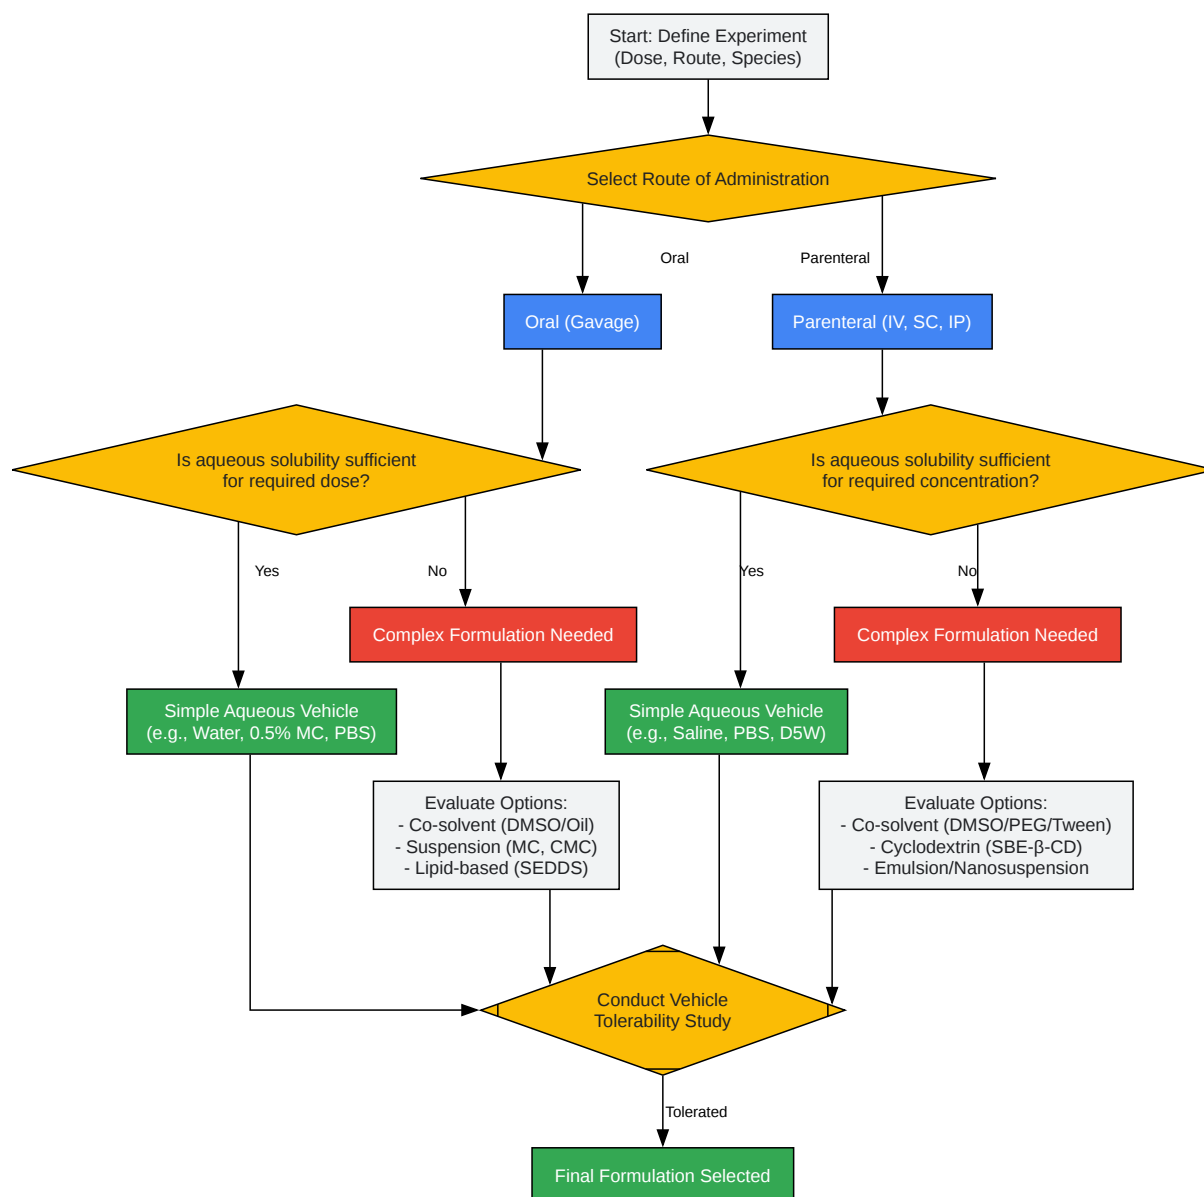 Start: Define Experiment
(Dose, Route, Species)
Select Route of Administration
Oral
Parenteral
Oral (Gavage)
Parenteral (IV, SC, IP)
Is aqueous solubility sufficient
for required dose?
Is aqueous solubility sufficient
for required concentration?
Yes
No
Yes
No
Complex Formulation Needed
Complex Formulation Needed
Simple Aqueous Vehicle
(e.g., Water, 0.5% MC, PBS)
Simple Aqueous Vehicle
(e.g., Saline, PBS, D5W)
Evaluate Options:
- Co-solvent (DMSO/Oil)
- Suspension (MC, CMC)
- Lipid-based (SEDDS)
Evaluate Options:
- Co-solvent (DMSO/PEG/Tween)
- Cyclodextrin (SBE-β-CD)
- Emulsion/Nanosuspension
Conduct Vehicle
Tolerability Study
Tolerated
Final Formulation Selected